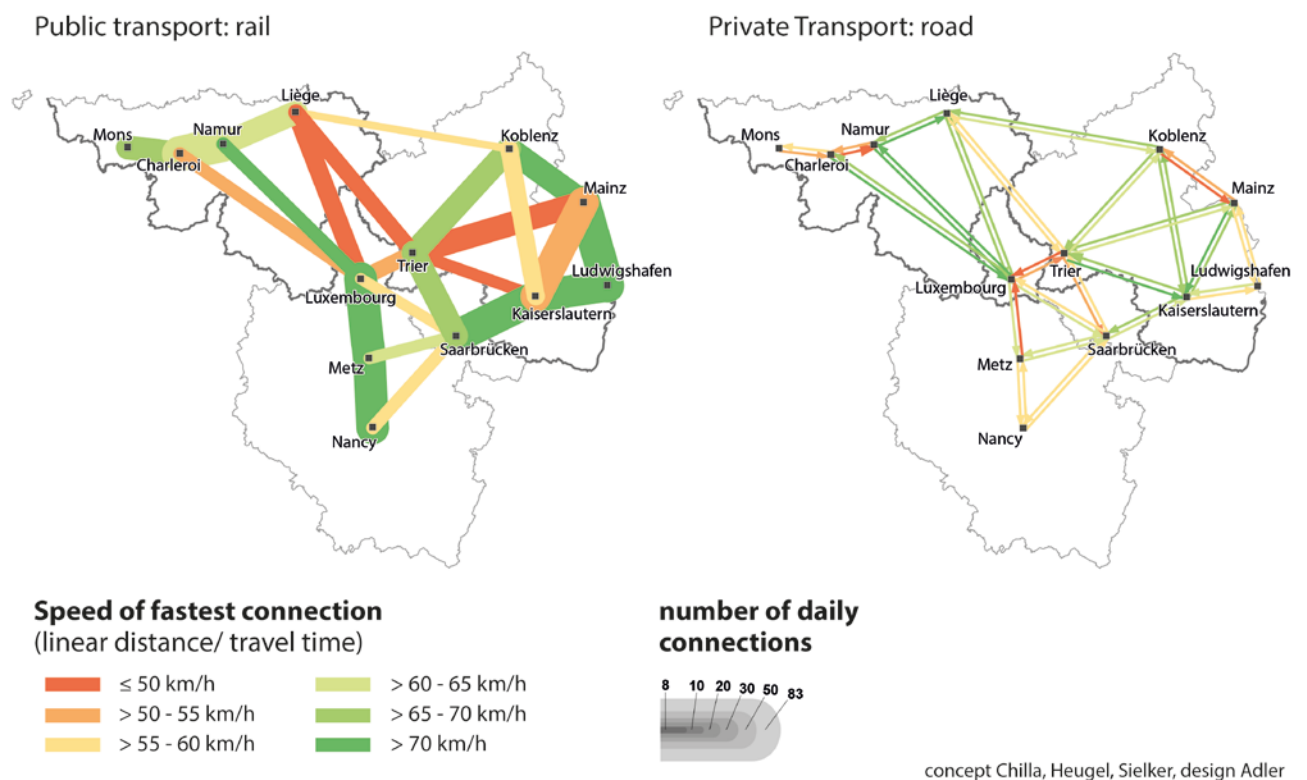 Public transport: rail
Private Transport: road
Liège
Mons
Namur
Charleroi
Koblenz
Mainz
Trier
Ludwigshafen
Luxembourg
Kaiserslautern
Saarbrücken
Metz
Nancy
Liège
Mons
Namur
Charleroi
Koblenz
Mainz
Trier
Ludwigshafen
Luxembourg
Kaiserslautern
Saarbrücken
Metz
Nancy
Speed of fastest connection
(linear distance/ travel time)
≤ 50 km/h
> 50 - 55 km/h
> 55 - 60 km/h
> 60 - 65 km/h
> 65 - 70 km/h
> 70 km/h
number of daily
connections
8 10 20 30 50 83
concept Chilla, Heugel, Sielker, design Adler